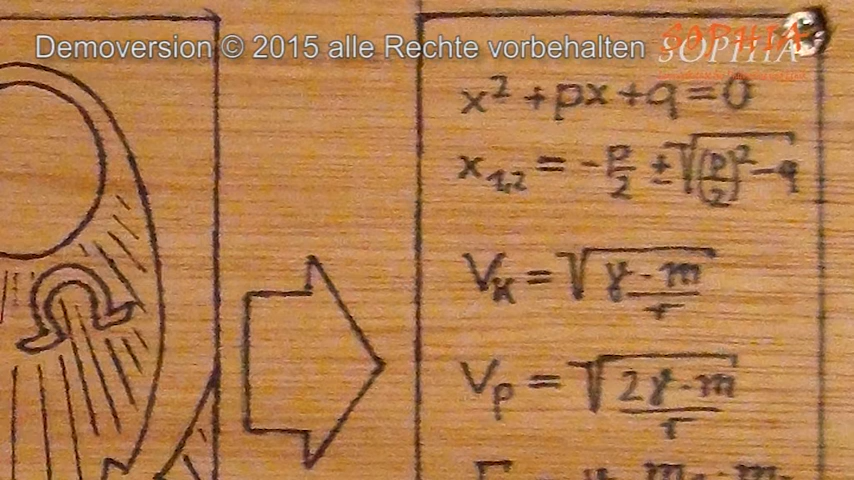 Demoversion © 2015 alle Rechte vorbehalten
SOPHIA
x² + px + q = 0
x₁,₂ = -p/2 ± √((p/2)² - q)
Vₖ = √(γ·m/r)
Vₚ = √(2γ·m/r)